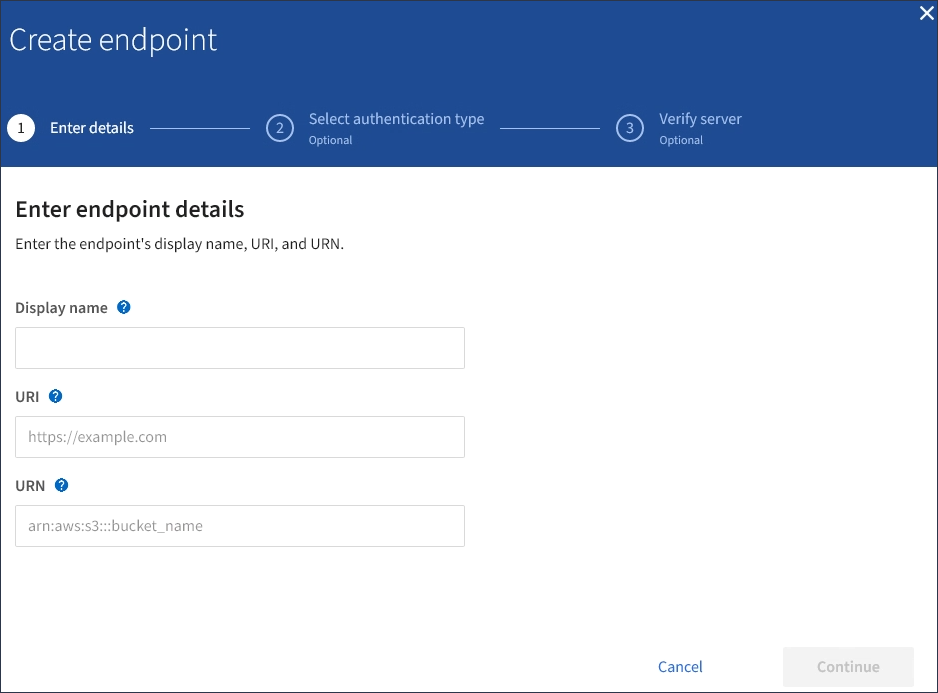 Create endpoint
1 Enter details
2 Select authentication type
Optional
3 Verify server
Optional
Enter endpoint details
Enter the endpoint's display name, URI, and URN.
Display name ?
URI ?
https://example.com
URN ?
arn:aws:s3:::bucket_name
Cancel
Continue